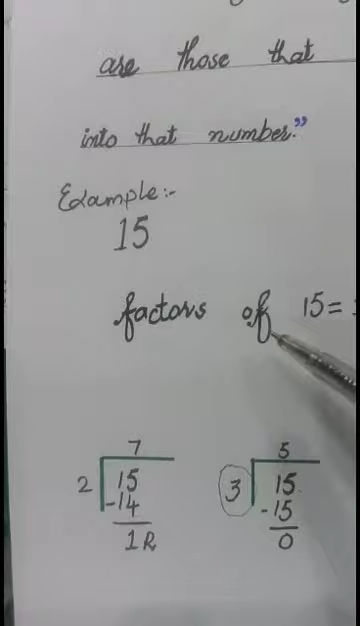 are those that
into that number."
Example:-
15
factors of 15=
7
2 15
-14
1R
5
3 15
-15
0